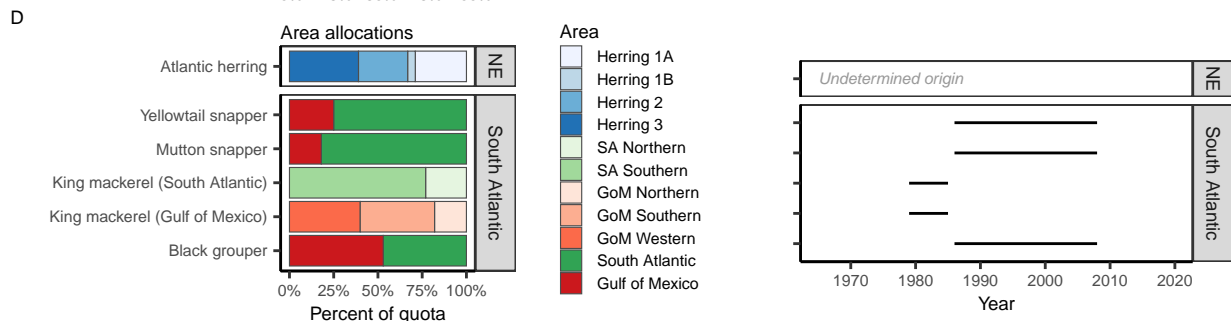 D
Area allocations
Atlantic herring
Yellowtail snapper
Mutton snapper
King mackerel (South Atlantic)
King mackerel (Gulf of Mexico)
Black grouper
NE
South Atlantic
0% 25% 50% 75% 100%
Percent of quota
Area
Herring 1A
Herring 1B
Herring 2
Herring 3
SA Northern
SA Southern
GoM Northern
GoM Southern
GoM Western
South Atlantic
Gulf of Mexico
Undetermined origin
NE
South Atlantic
1970 1980 1990 2000 2010 2020
Year